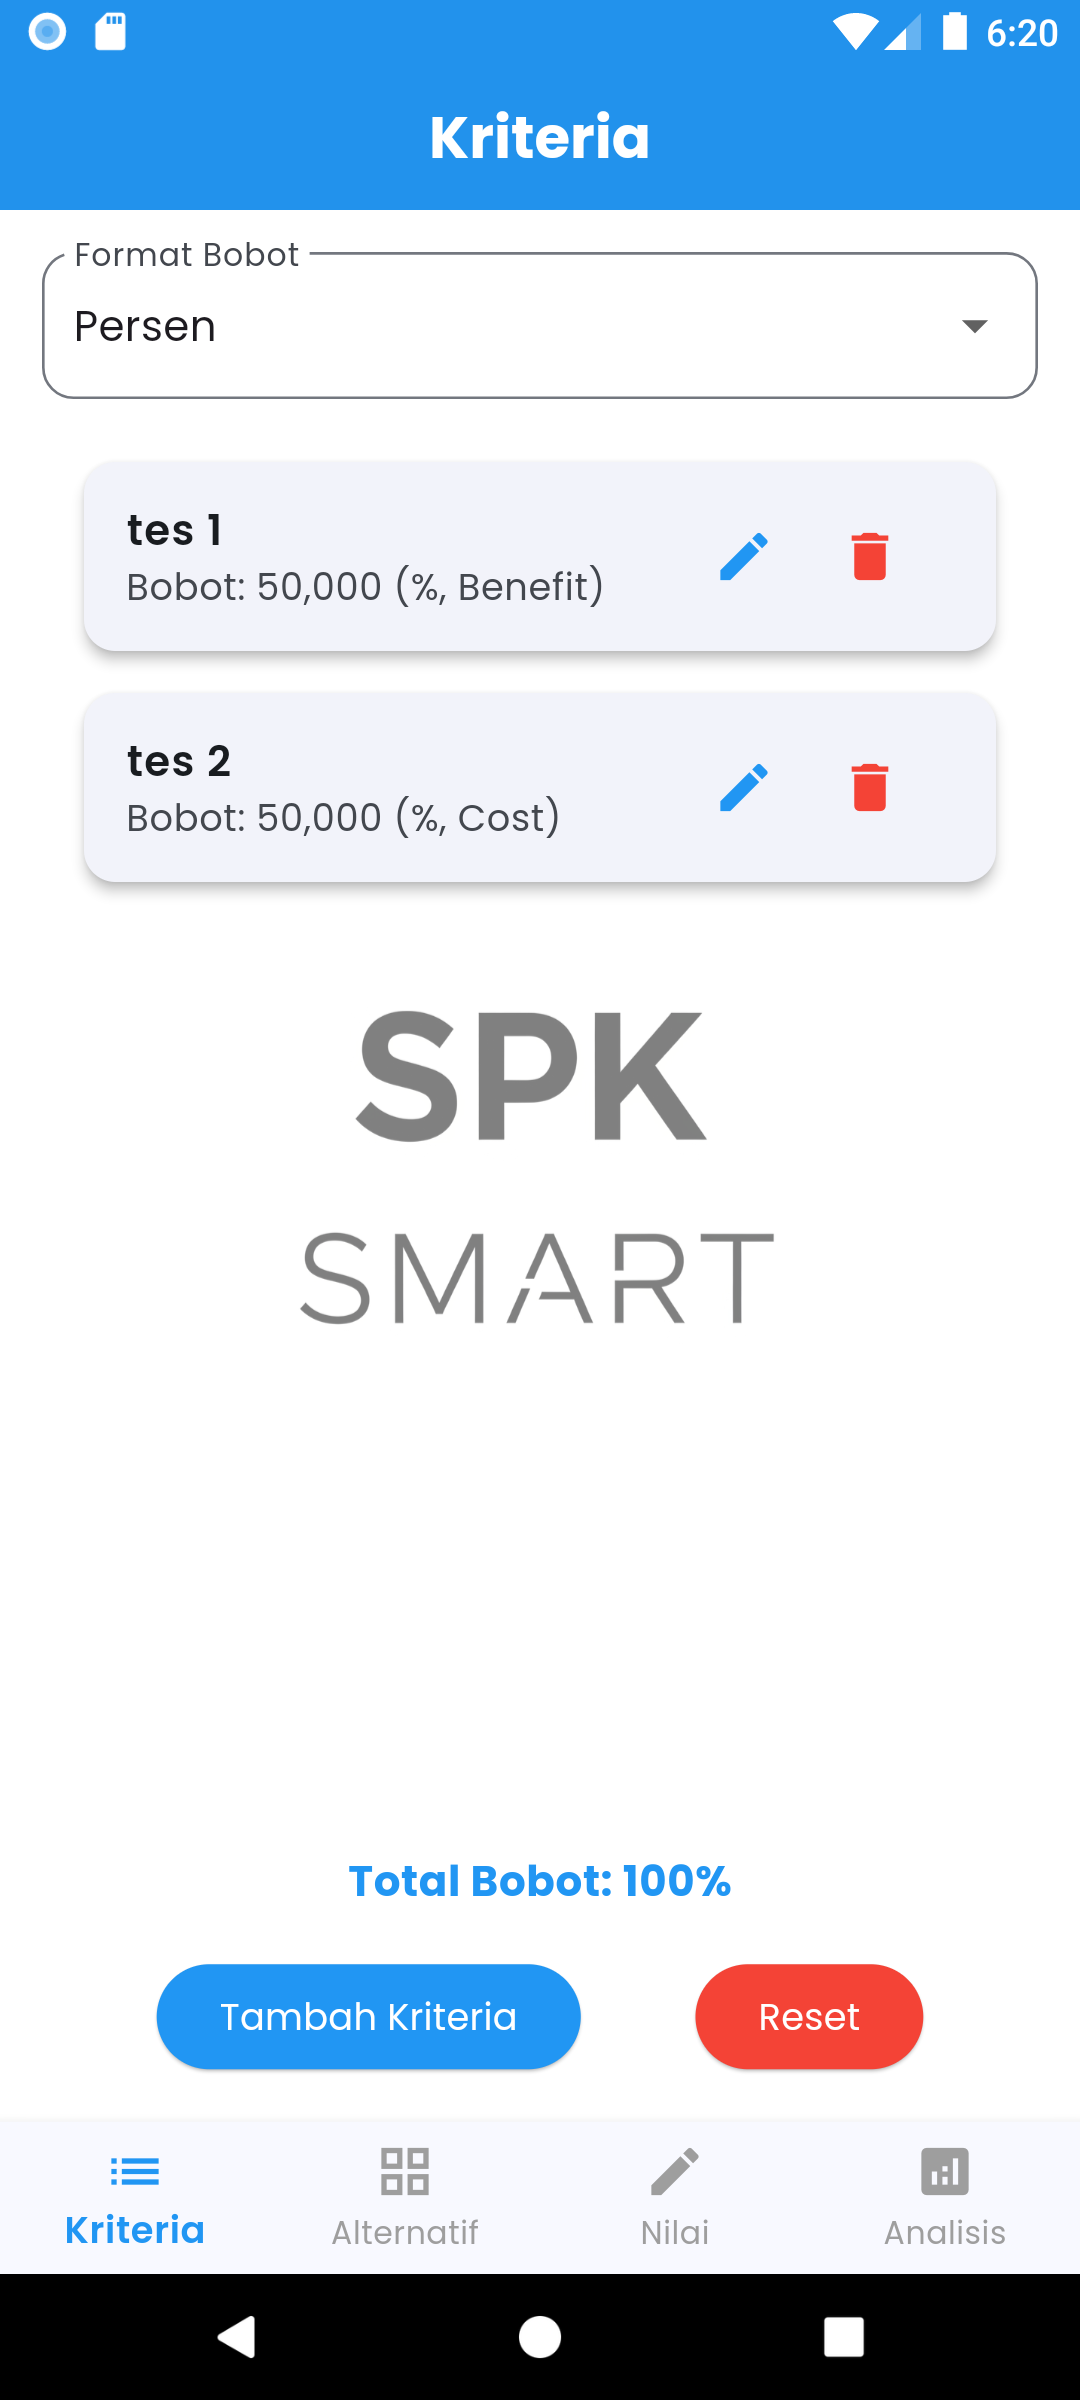 6:20
Kriteria
Format Bobot
Persen
tes 1
Bobot: 50,000 (%, Benefit)
tes 2
Bobot: 50,000 (%, Cost)
SPK
SMART
Total Bobot: 100%
Tambah Kriteria
Reset
Kriteria
Alternatif
Nilai
Analisis